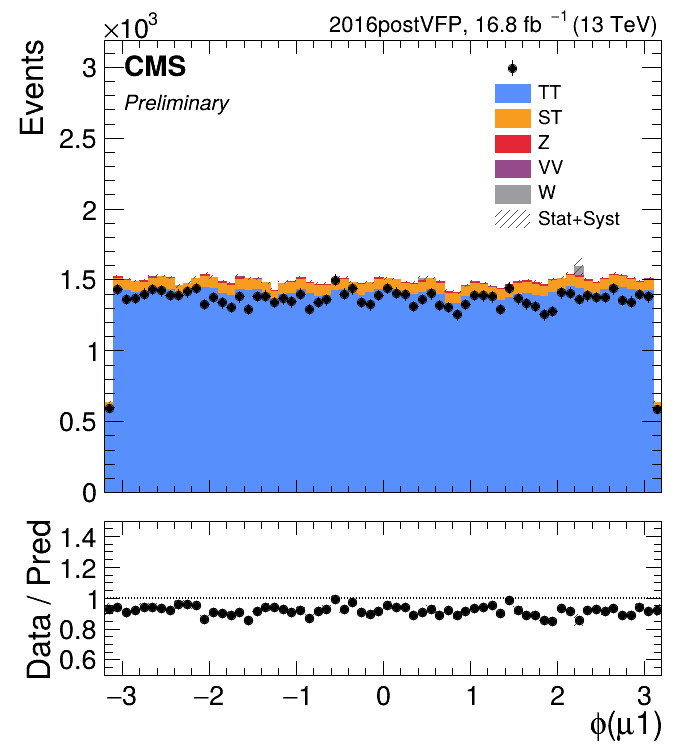 ×10³
2016postVFP, 16.8 fb ⁻¹ (13 TeV)
Events
CMS
Preliminary
TT
ST
Z
VV
W
Stat+Syst
3
2.5
2
1.5
1
0.5
0
Data / Pred
1.4
1.2
1
0.8
0.6
−3 −2 −1 0 1 2 3
ϕ(μ1)